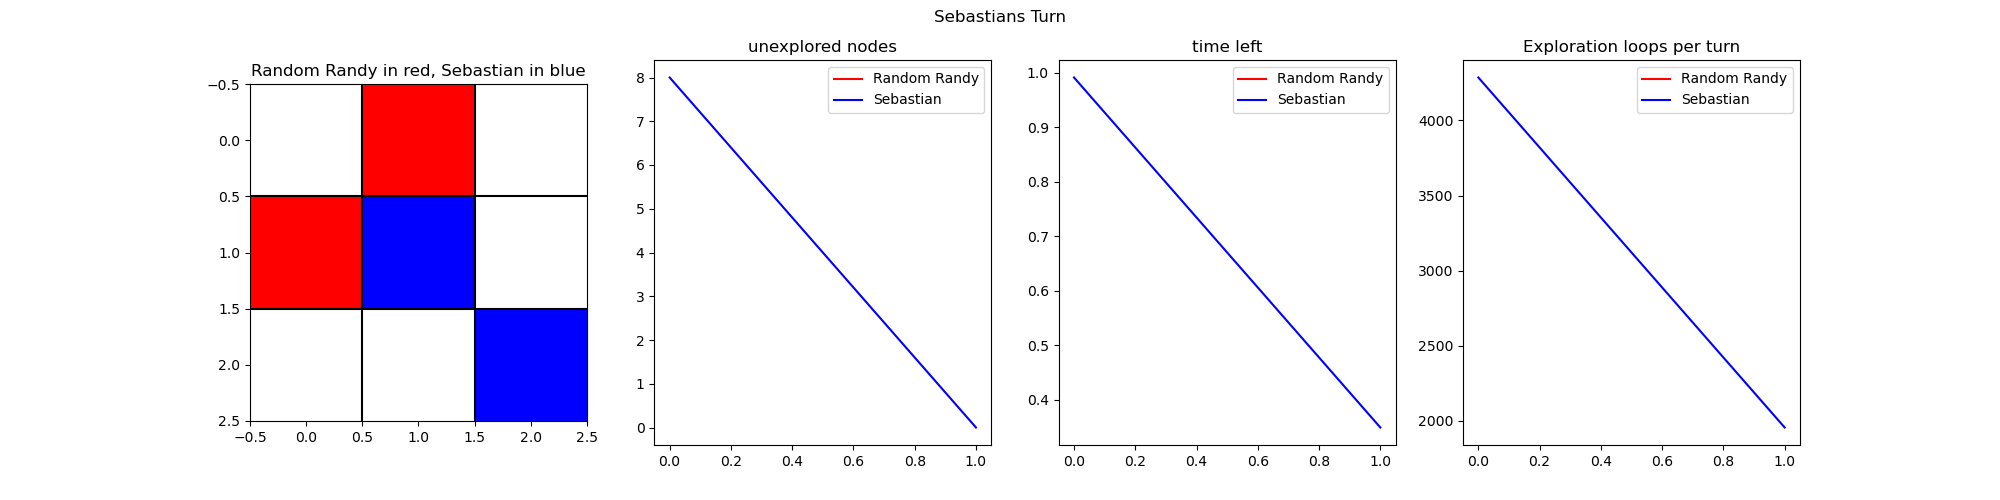 Sebastians Turn
Random Randy in red, Sebastian in blue
−0.5
0.0
0.5
1.0
1.5
2.0
2.5
−0.5 0.0 0.5 1.0 1.5 2.0 2.5
unexplored nodes
Random Randy
Sebastian
8
7
6
5
4
3
2
1
0
0.0 0.2 0.4 0.6 0.8 1.0
time left
Random Randy
Sebastian
1.0
0.9
0.8
0.7
0.6
0.5
0.4
0.0 0.2 0.4 0.6 0.8 1.0
Exploration loops per turn
Random Randy
Sebastian
4000
3500
3000
2500
2000
0.0 0.2 0.4 0.6 0.8 1.0